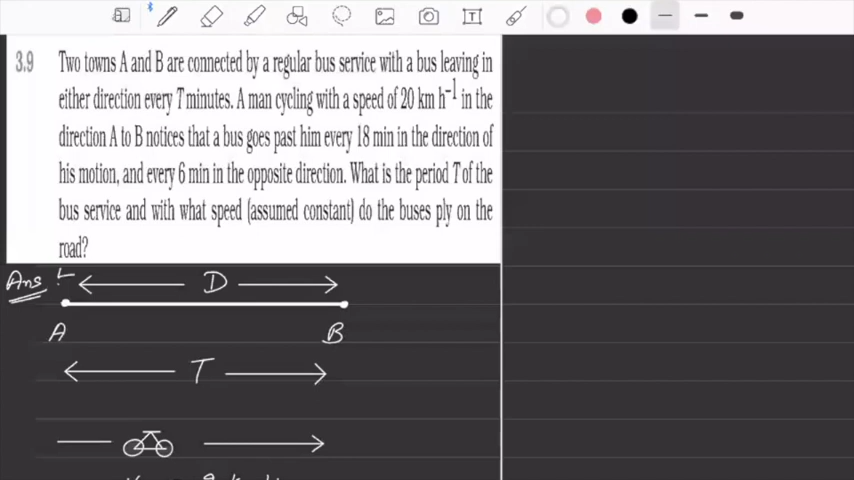 3.9 Two towns A and B are connected by a regular bus service with a bus leaving in
either direction every T minutes. A man cycling with a speed of 20 km h⁻¹ in the
direction A to B notices that a bus goes past him every 18 min in the direction of
his motion, and every 6 min in the opposite direction. What is the period T of the
bus service and with what speed (assumed constant) do the buses ply on the
road?
Ans :- D
A B
T